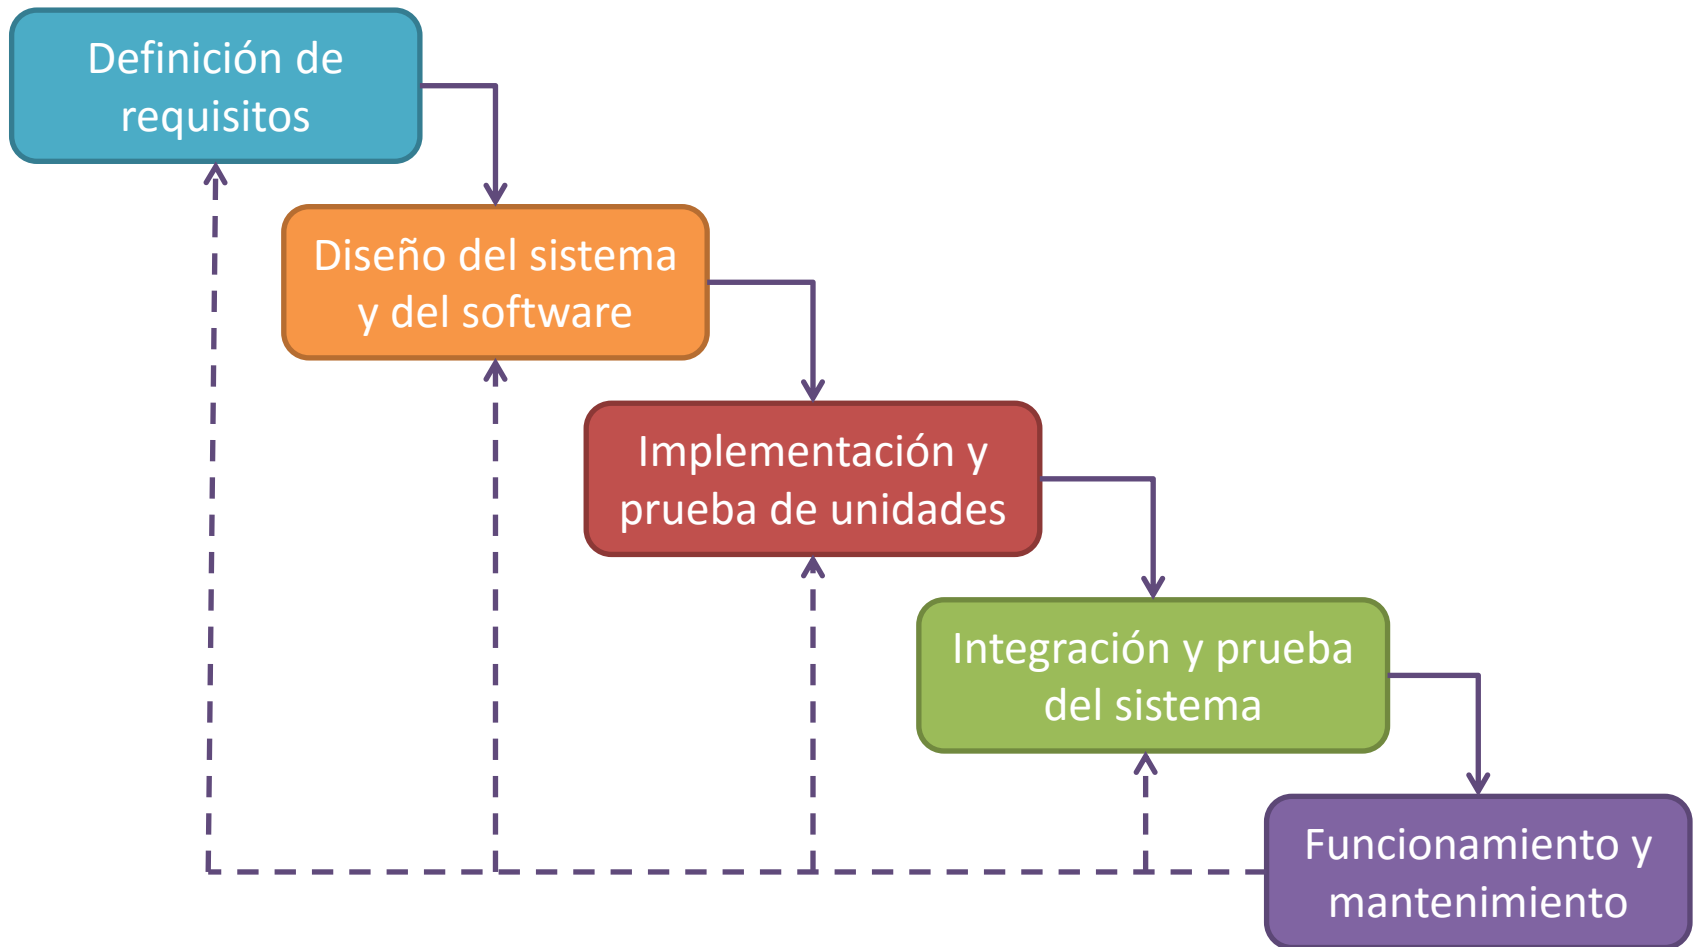 Definición de
requisitos
Diseño del sistema
y del software
Implementación y
prueba de unidades
Integración y prueba
del sistema
Funcionamiento y
mantenimiento